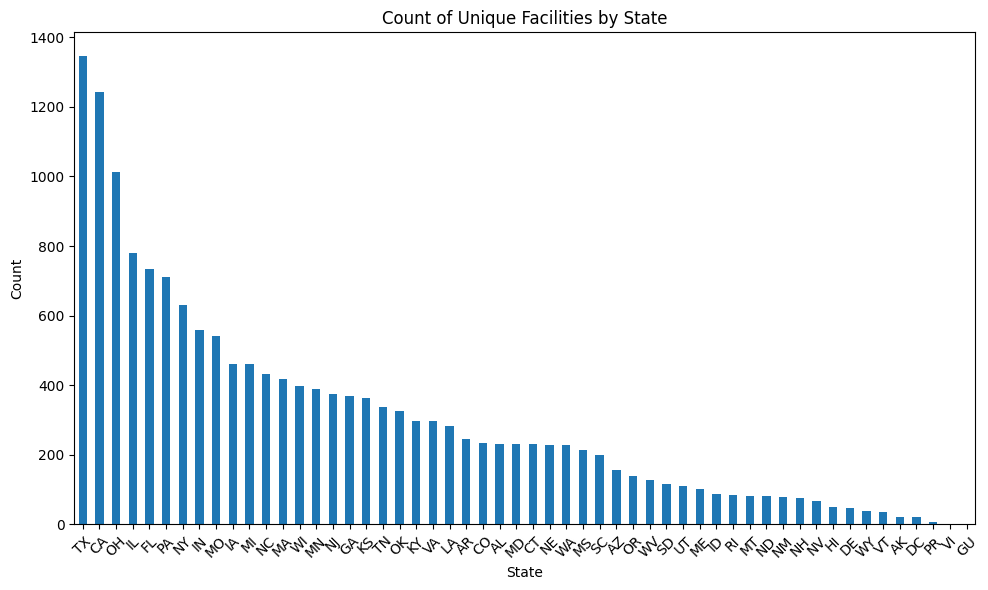 Count of Unique Facilities by State
1400
1200
1000
800
600
400
200
0
Count
TX CA OH IL FL PA NY IN MO IA MI NC MA WI MN NJ GA KS TN OK KY VA LA AR CO AL MD CT NE WA MS SC AZ OR WV SD UT ME ID RI MT ND NM NH NV HI DE WY VT AK DC PR VI GU
State